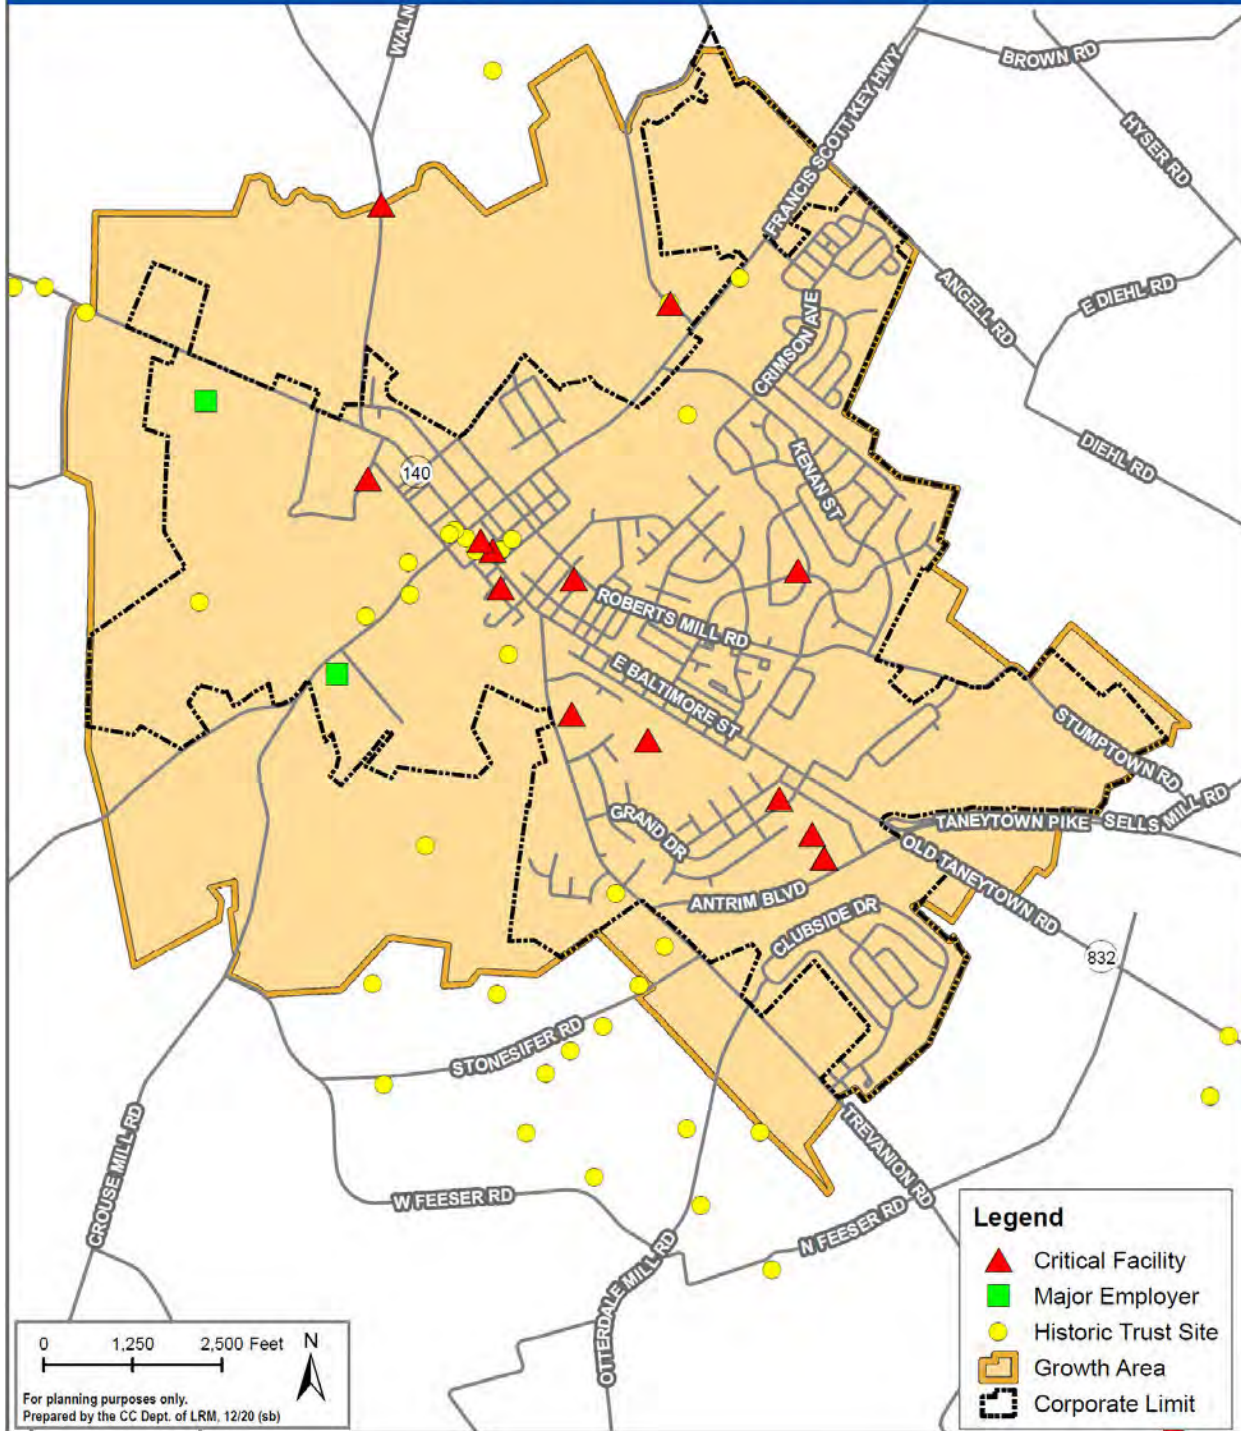 WALN
BROWN RD
FRANCIS SCOTT KEY HWY
HYSER RD
ANGELL RD
E DIEHL RD
CRIMSON AVE
DIEHL RD
KENAN ST
140
ROBERTS MILL RD
E BALTIMORE ST
STUMPTOWN RD
GRAND DR
TANEYTOWN PIKE
SELLS MILL RD
OLD TANEYTOWN RD
ANTRIM BLVD
CLUBSIDE DR
832
STONESIFER RD
CROUSE MILL RD
TREVANION RD
W FEESER RD
N FEESER RD
OTTERDALE MILL RD
Legend
Critical Facility
Major Employer
Historic Trust Site
Growth Area
Corporate Limit
0 1,250 2,500 Feet
N
For planning purposes only.
Prepared by the CC Dept. of LRM, 12/20 (sb)